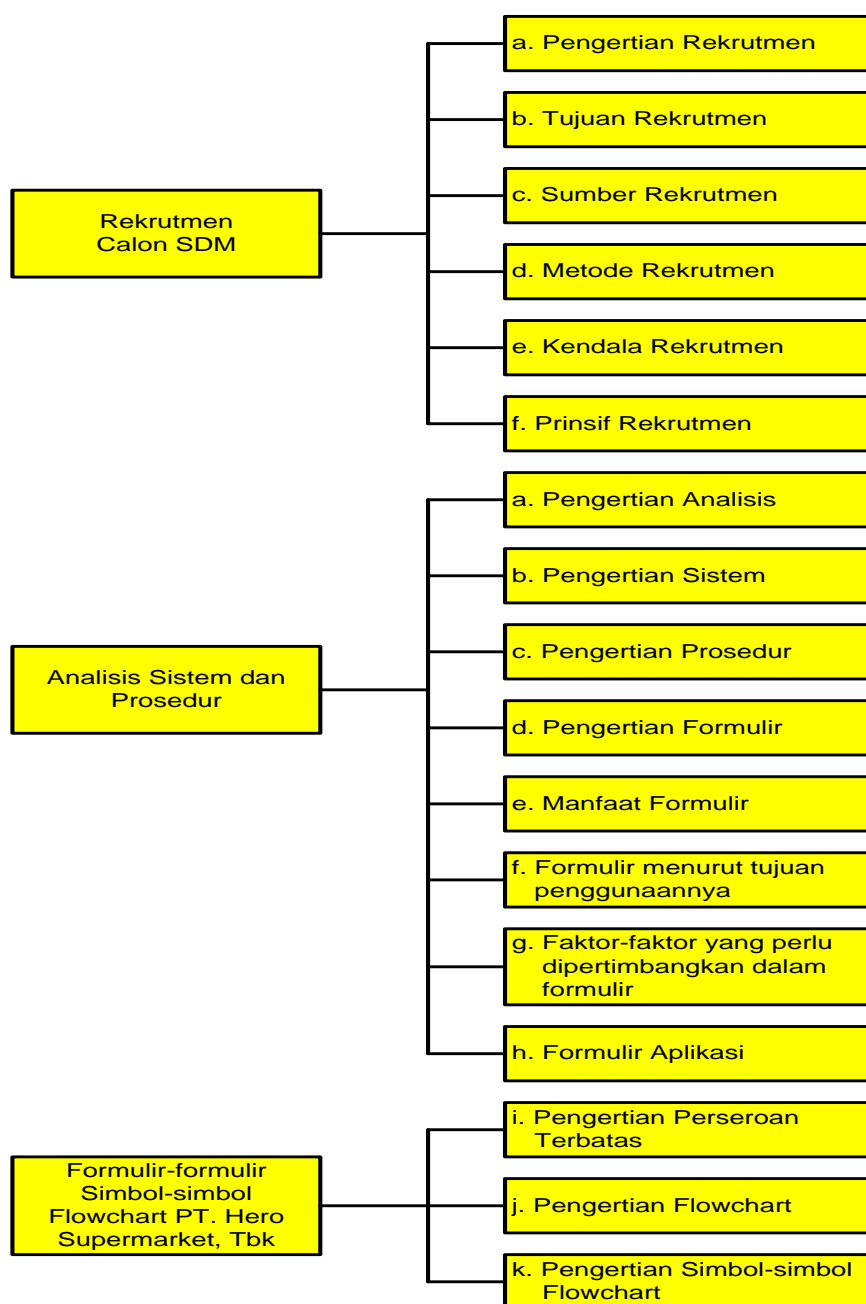 a. Pengertian Rekrutmen
b. Tujuan Rekrutmen
c. Sumber Rekrutmen
Rekrutmen
Calon SDM
d. Metode Rekrutmen
e. Kendala Rekrutmen
f. Prinsif Rekrutmen
a. Pengertian Analisis
b. Pengertian Sistem
c. Pengertian Prosedur
Analisis Sistem dan
Prosedur
d. Pengertian Formulir
e. Manfaat Formulir
f. Formulir menurut tujuan
penggunaannya
g. Faktor-faktor yang perlu
dipertimbangkan dalam
formulir
h. Formulir Aplikasi
i. Pengertian Perseroan
Terbatas
Formulir-formulir
Simbol-simbol
Flowchart PT. Hero
Supermarket, Tbk
j. Pengertian Flowchart
k. Pengertian Simbol-simbol
Flowchart